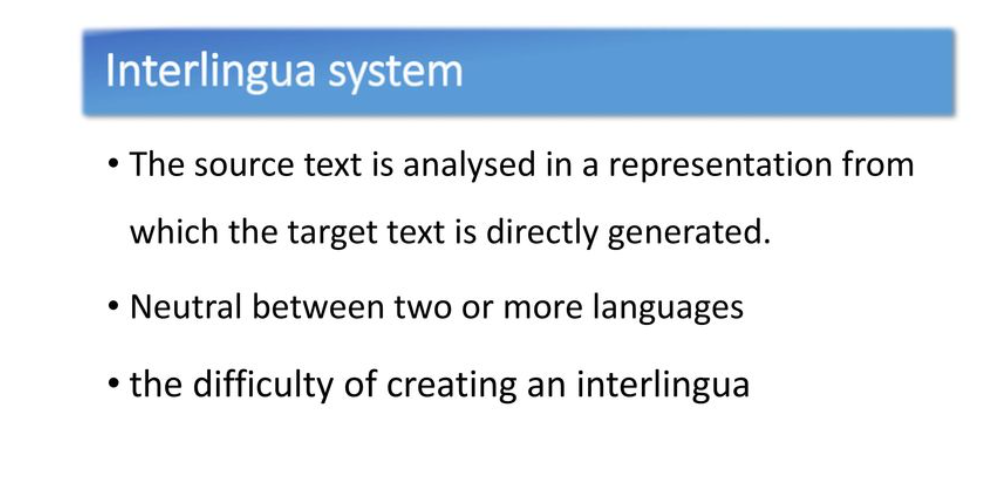 Interlingua system
• The source text is analysed in a representation from
which the target text is directly generated.
• Neutral between two or more languages
• the difficulty of creating an interlingua